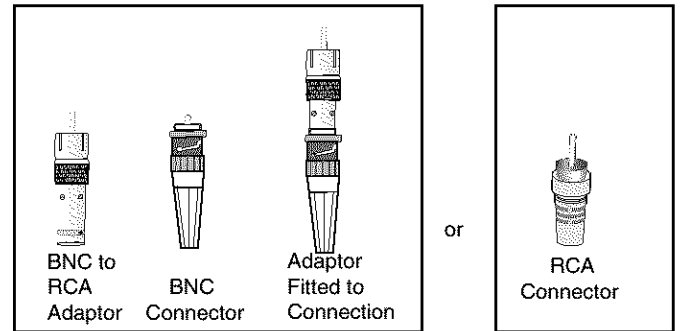 BNC to
RCA
Adaptor
BNC
Connector
Adaptor
Fitted to
Connection
or
RCA
Connector